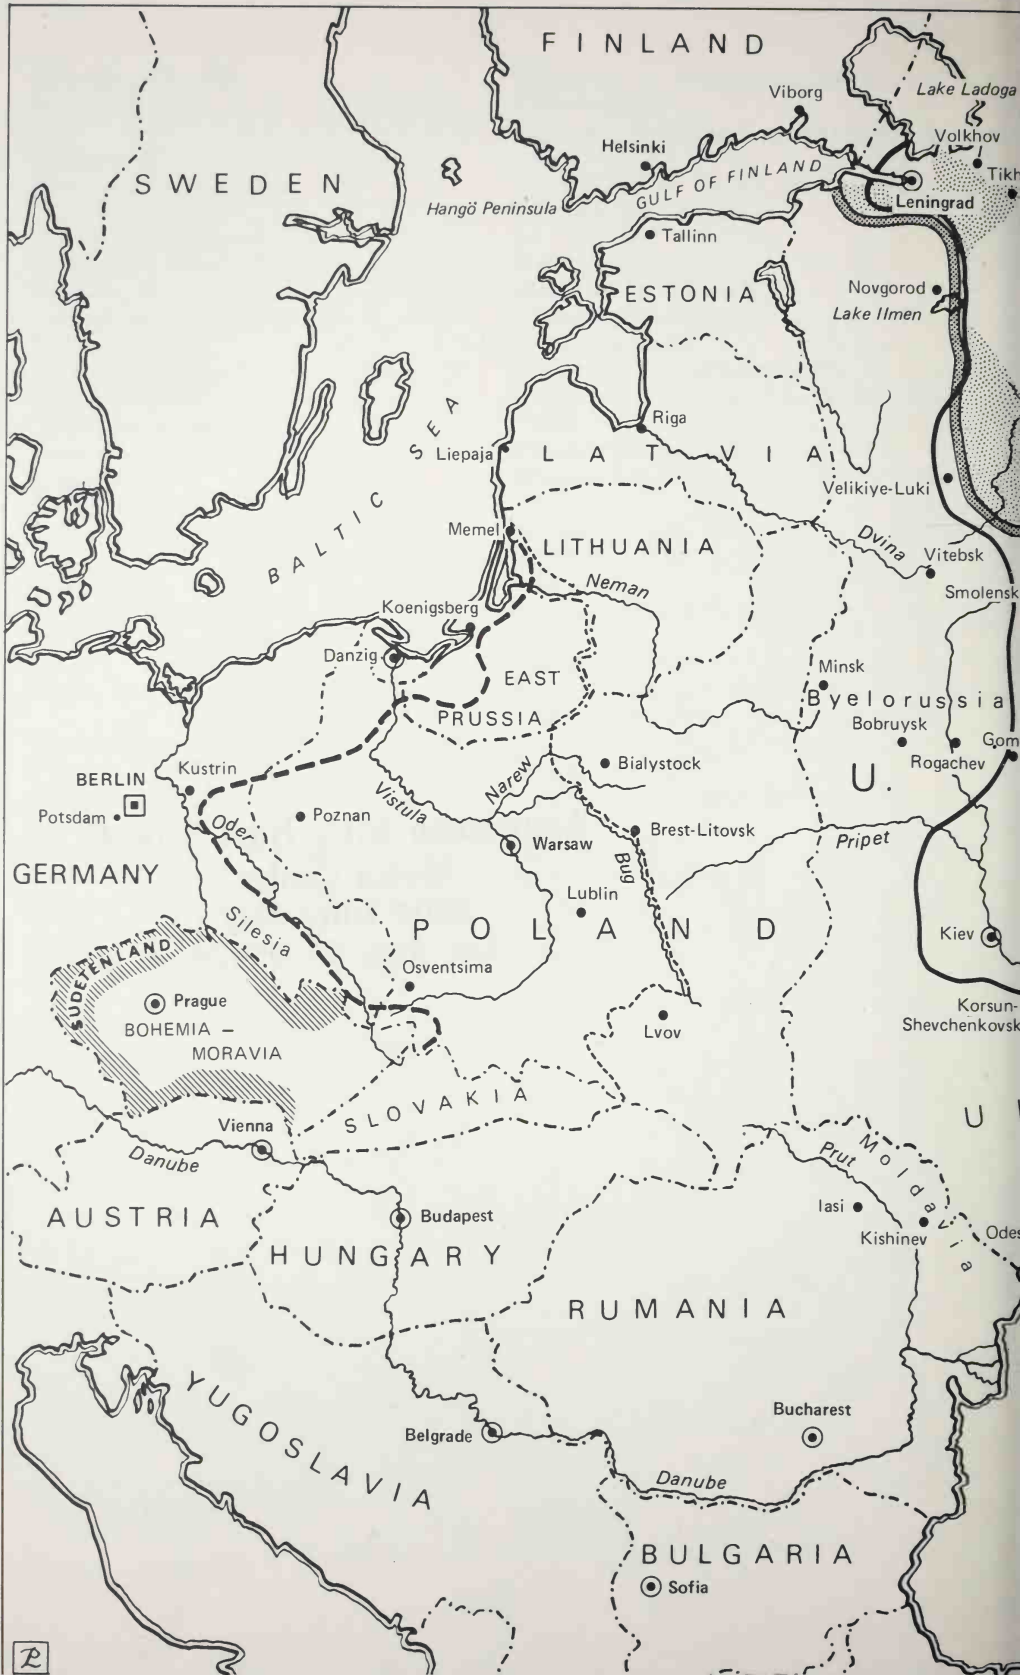 FINLAND
Lake Ladoga
Viborg
Volkhov
Helsinki
Tikh
SWEDEN
GULF OF FINLAND
Hangö Peninsula
Leningrad
Tallinn
ESTONIA
Novgorod
Lake Ilmen
BALTIC SEA
Riga
Liepaja
LATVIA
Velikiye-Luki
Memel
LITHUANIA
Dvina
Vitebsk
Neman
Smolensk
Koenigsberg
Danzig
EAST
PRUSSIA
Minsk
Byelorussia
Bobruysk
Gom
Rogachev
Kustrin
BERLIN
Bialystock
Narew
U.
Potsdam
Oder
Poznan
Vistula
Brest-Litovsk
Warsaw
Pripet
GERMANY
Bug
Lublin
Silesia
POLAND
Kiev
SUDETENLAND
Osventsima
Prague
BOHEMIA –
MORAVIA
Lvov
Korsun-
Shevchenkovsk
SLOVAKIA
U
Vienna
Danube
Prut
Moldavia
AUSTRIA
Budapest
Iasi
Kishinev
Odes
HUNGARY
RUMANIA
YUGOSLAVIA
Bucharest
Belgrade
Danube
BULGARIA
Sofia